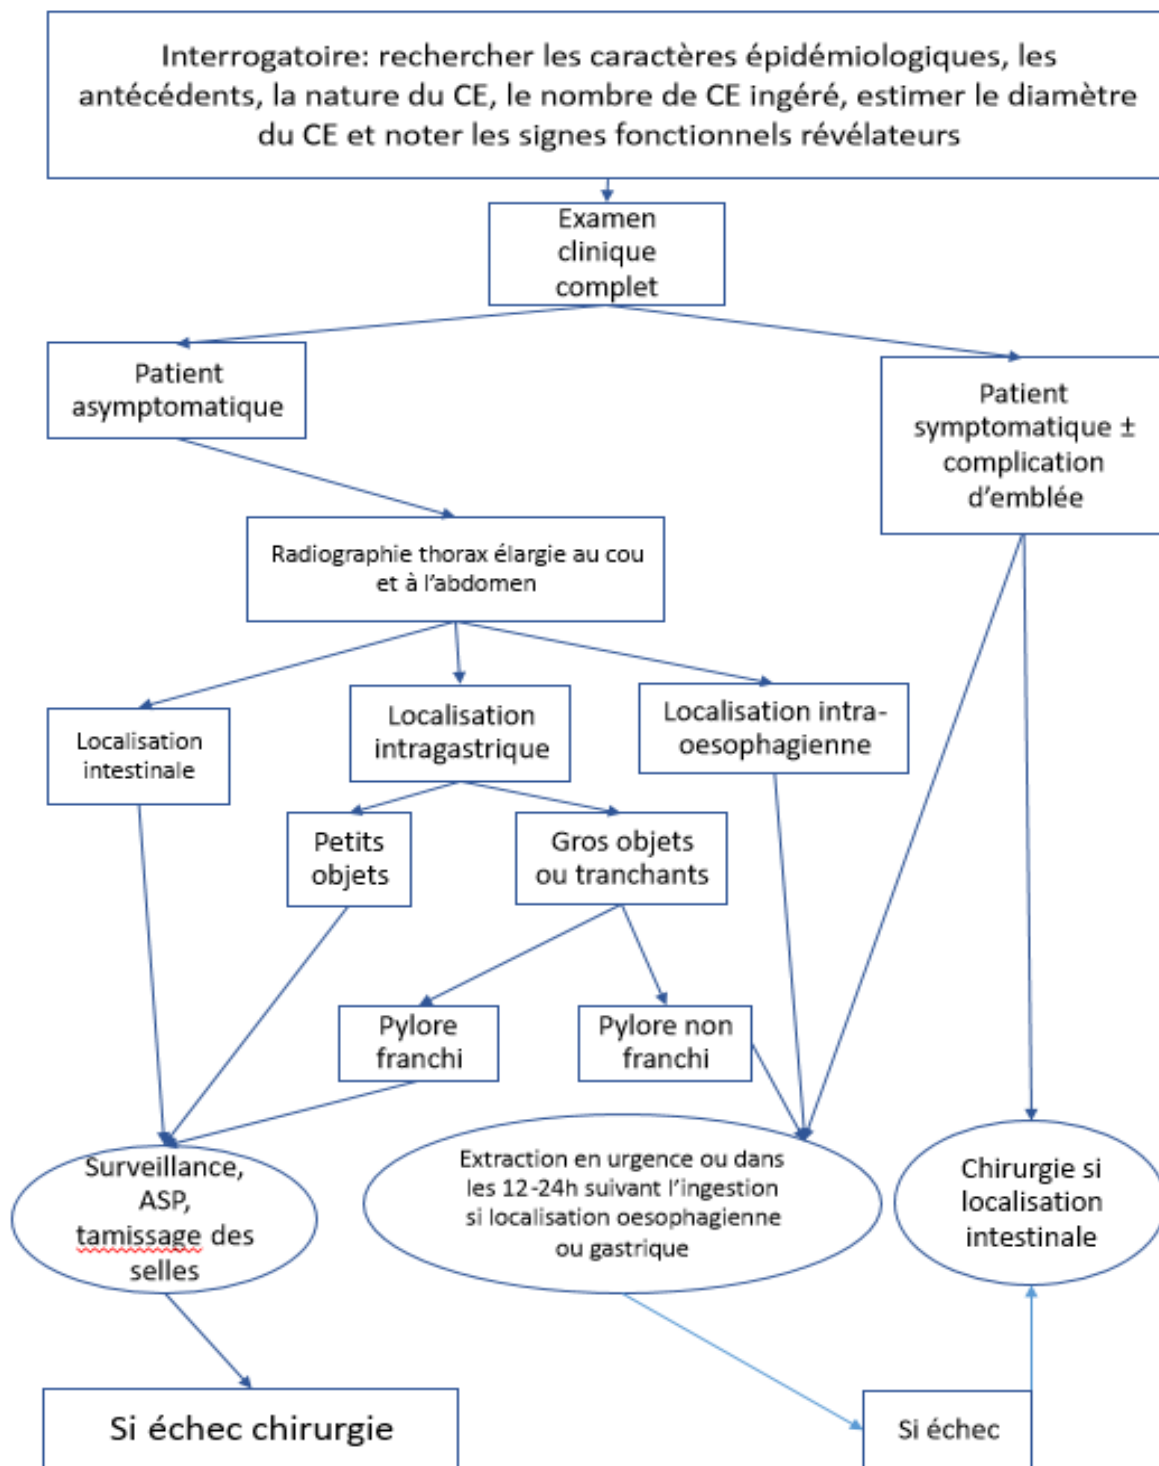 Interrogatoire: rechercher les caractères épidémiologiques, les
antécédents, la nature du CE, le nombre de CE ingéré, estimer le diamètre
du CE et noter les signes fonctionnels révélateurs
Examen
clinique
complet
Patient
asymptomatique
Patient
symptomatique ±
complication
d'emblée
Radiographie thorax élargie au cou
et à l'abdomen
Localisation
intestinale
Localisation
intragastrique
Localisation intra-
oesophagienne
Petits
objets
Gros objets
ou tranchants
Pylore
franchi
Pylore non
franchi
Surveillance,
ASP,
tamissage des
selles
Extraction en urgence ou dans
les 12-24h suivant l'ingestion
si localisation oesophagienne
ou gastrique
Chirurgie si
localisation
intestinale
Si échec chirurgie
Si échec